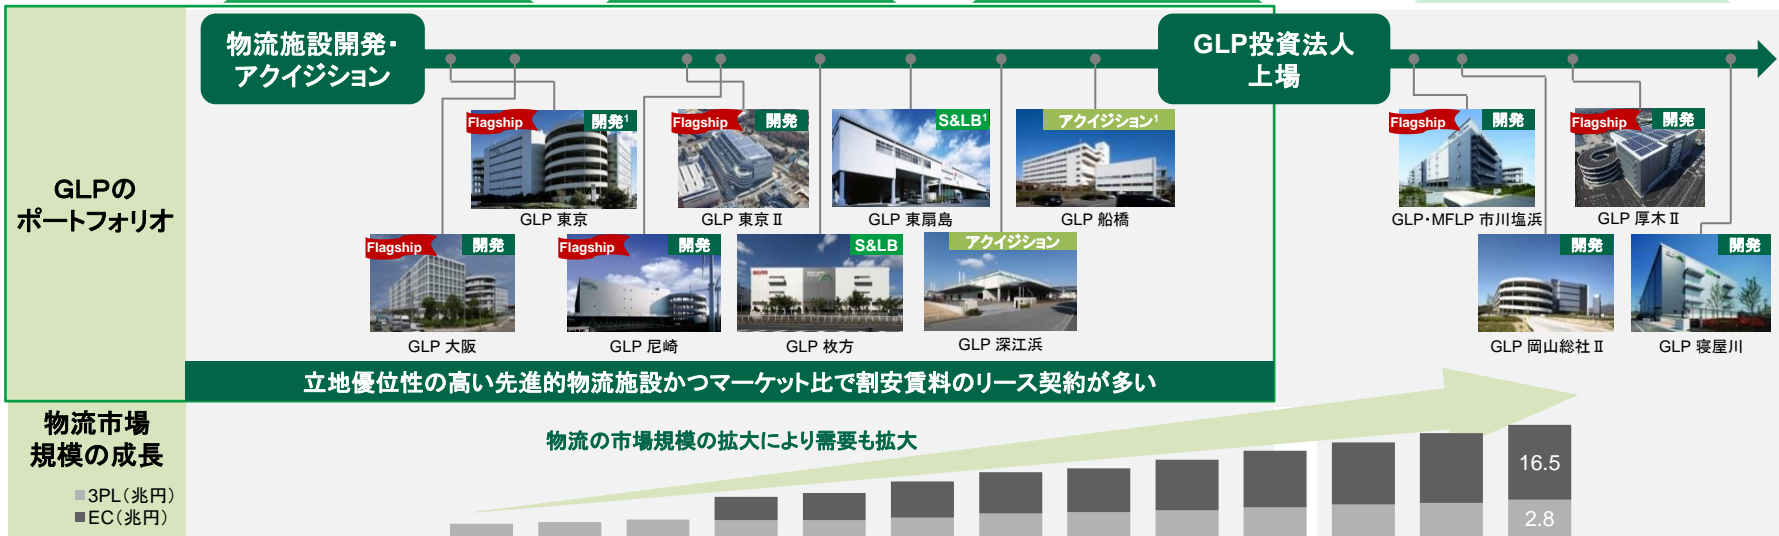 物流施設開発・
アクイジション
GLP投資法人
上場
GLPの
ポートフォリオ
Flagship
開発¹
GLP 東京
Flagship
開発
GLP 東京Ⅱ
S&LB¹
GLP 東扇島
アクイジション¹
GLP 船橋
Flagship
開発
GLP・MFLP 市川塩浜
Flagship
開発
GLP 厚木Ⅱ
Flagship
開発
GLP 大阪
Flagship
開発
GLP 尼崎
S&LB
SANYO
GLP 枚方
アクイジション
GLP 深江浜
開発
GLP 岡山総社Ⅱ
開発
GLP 寝屋川
立地優位性の高い先進的物流施設かつマーケット比で割安賃料のリース契約が多い
物流市場
規模の成長
物流の市場規模の拡大により需要も拡大
3PL(兆円)
EC(兆円)
16.5
2.8